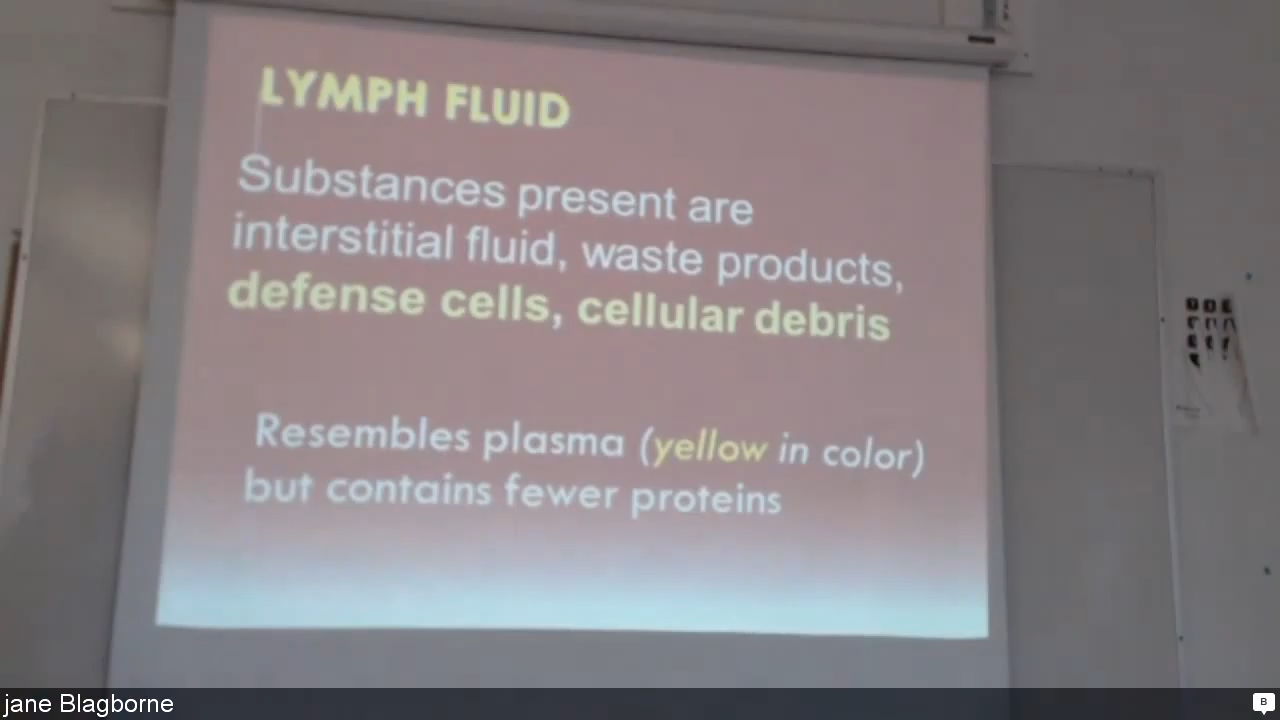 LYMPH FLUID
Substances present are
interstitial fluid, waste products,
defense cells, cellular debris
Resembles plasma (yellow in color)
but contains fewer proteins
jane Blagborne
B